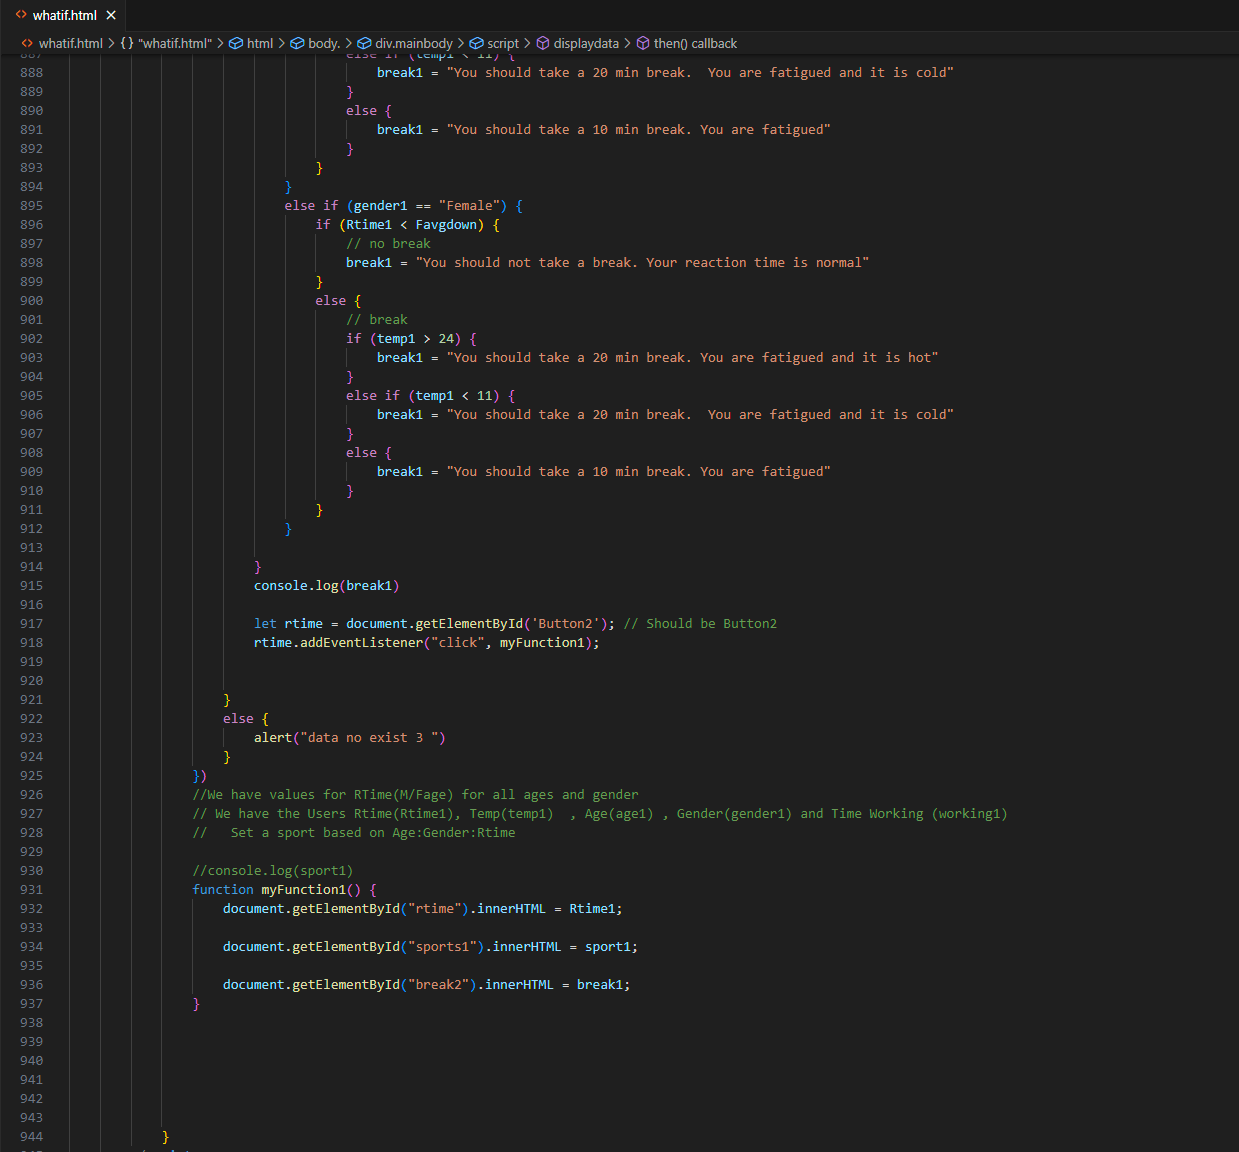 <> whatif.html ×
<> whatif.html > {} "whatif.html" > html > body. > div.mainbody > script > displaydata > then() callback
887 else if (temp1 < 11) {
888 break1 = "You should take a 20 min break.  You are fatigued and it is cold"
889 }
890 else {
891 break1 = "You should take a 10 min break. You are fatigued"
892 }
893 }
894 }
895 else if (gender1 == "Female") {
896 if (Rtime1 < Favgdown) {
897 // no break
898 break1 = "You should not take a break. Your reaction time is normal"
899 }
900 else {
901 // break
902 if (temp1 > 24) {
903 break1 = "You should take a 20 min break. You are fatigued and it is hot"
904 }
905 else if (temp1 < 11) {
906 break1 = "You should take a 20 min break.  You are fatigued and it is cold"
907 }
908 else {
909 break1 = "You should take a 10 min break. You are fatigued"
910 }
911 }
912 }
913
914 }
915 console.log(break1)
916
917 let rtime = document.getElementById('Button2'); // Should be Button2
918 rtime.addEventListener("click", myFunction1);
919
920
921 }
922 else {
923 alert("data no exist 3 ")
924 }
925 })
926 //We have values for RTime(M/Fage) for all ages and gender
927 // We have the Users Rtime(Rtime1), Temp(temp1)  , Age(age1) , Gender(gender1) and Time Working (working1)
928 //   Set a sport based on Age:Gender:Rtime
929
930 //console.log(sport1)
931 function myFunction1() {
932 document.getElementById("rtime").innerHTML = Rtime1;
933
934 document.getElementById("sports1").innerHTML = sport1;
935
936 document.getElementById("break2").innerHTML = break1;
937 }
938
939
940
941
942
943
944 }